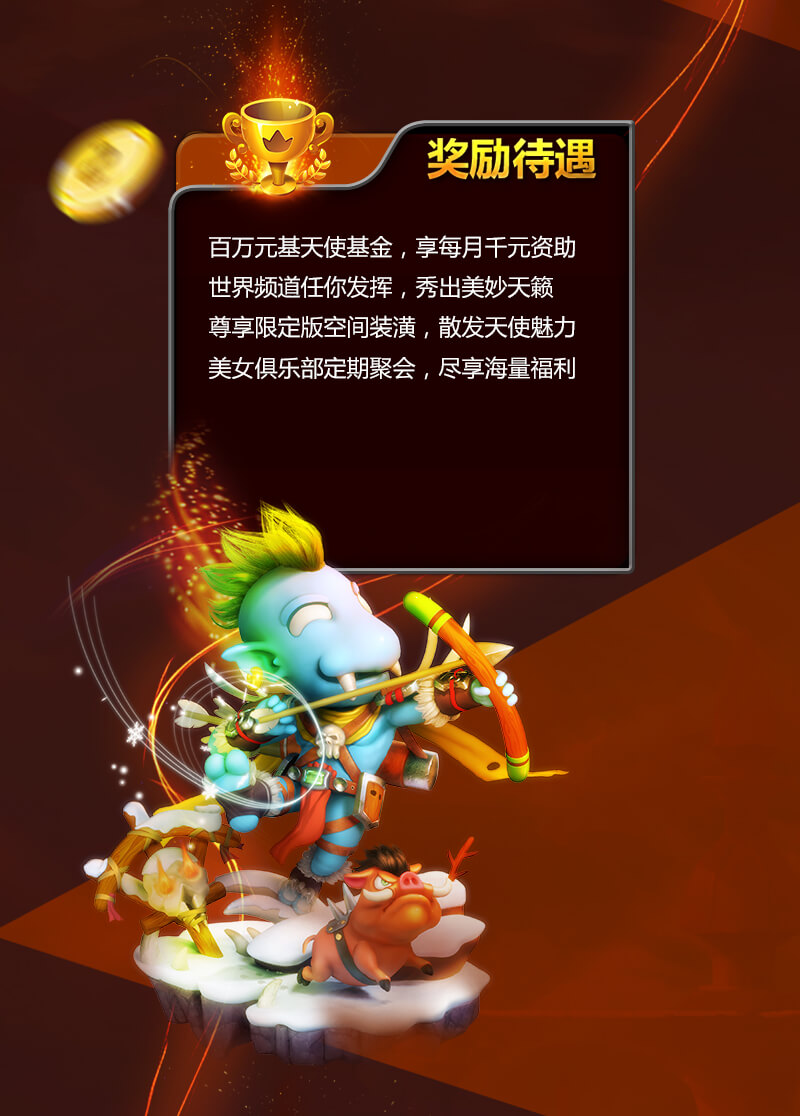 奖励待遇
百万元基天使基金，享每月千元资助
世界频道任你发挥，秀出美妙天籁
尊享限定版空间装潢，散发天使魅力
美女俱乐部定期聚会，尽享海量福利